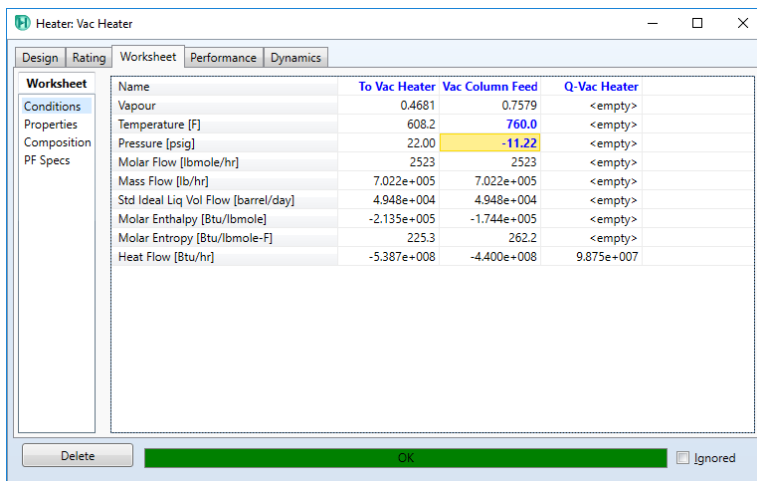 Heater: Vac Heater
Design Rating Worksheet Performance Dynamics
Worksheet
Conditions
Properties
Composition
PF Specs
Name To Vac Heater Vac Column Feed Q-Vac Heater
Vapour 0.4681 0.7579 <empty>
Temperature [F] 608.2 760.0 <empty>
Pressure [psig] 22.00 -11.22 <empty>
Molar Flow [lbmole/hr] 2523 2523 <empty>
Mass Flow [lb/hr] 7.022e+005 7.022e+005 <empty>
Std Ideal Liq Vol Flow [barrel/day] 4.948e+004 4.948e+004 <empty>
Molar Enthalpy [Btu/lbmole] -2.135e+005 -1.744e+005 <empty>
Molar Entropy [Btu/lbmole-F] 225.3 262.2 <empty>
Heat Flow [Btu/hr] -5.387e+008 -4.400e+008 9.875e+007
Delete OK Ignored